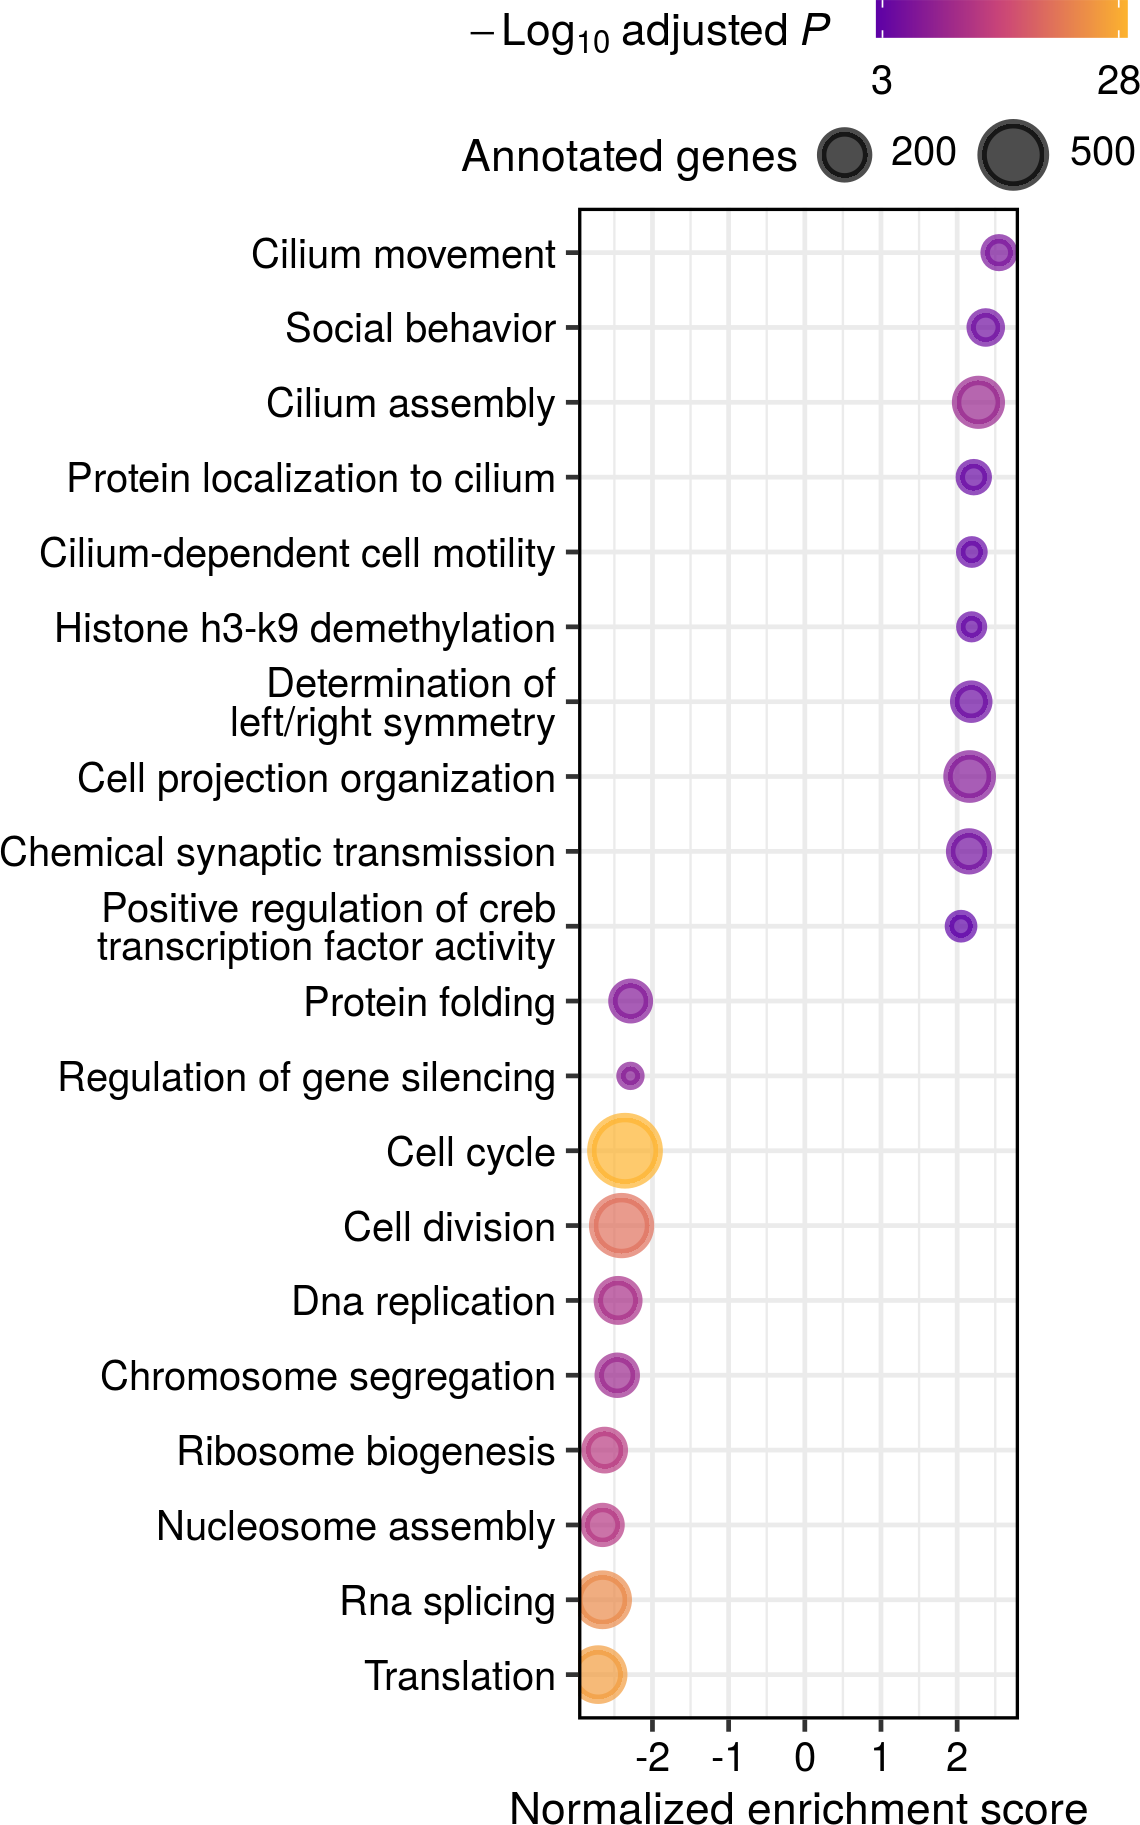 −Log10 adjusted P
3 28
Annotated genes 200 500
Cilium movement
Social behavior
Cilium assembly
Protein localization to cilium
Cilium-dependent cell motility
Histone h3-k9 demethylation
Determination of
left/right symmetry
Cell projection organization
Chemical synaptic transmission
Positive regulation of creb
transcription factor activity
Protein folding
Regulation of gene silencing
Cell cycle
Cell division
Dna replication
Chromosome segregation
Ribosome biogenesis
Nucleosome assembly
Rna splicing
Translation
-2 -1 0 1 2
Normalized enrichment score